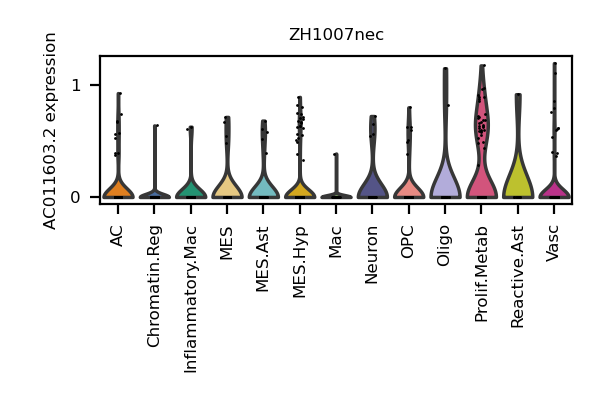 ZH1007nec
AC011603.2 expression
1
0
AC
Chromatin.Reg
Inflammatory.Mac
MES
MES.Ast
MES.Hyp
Mac
Neuron
OPC
Oligo
Prolif.Metab
Reactive.Ast
Vasc